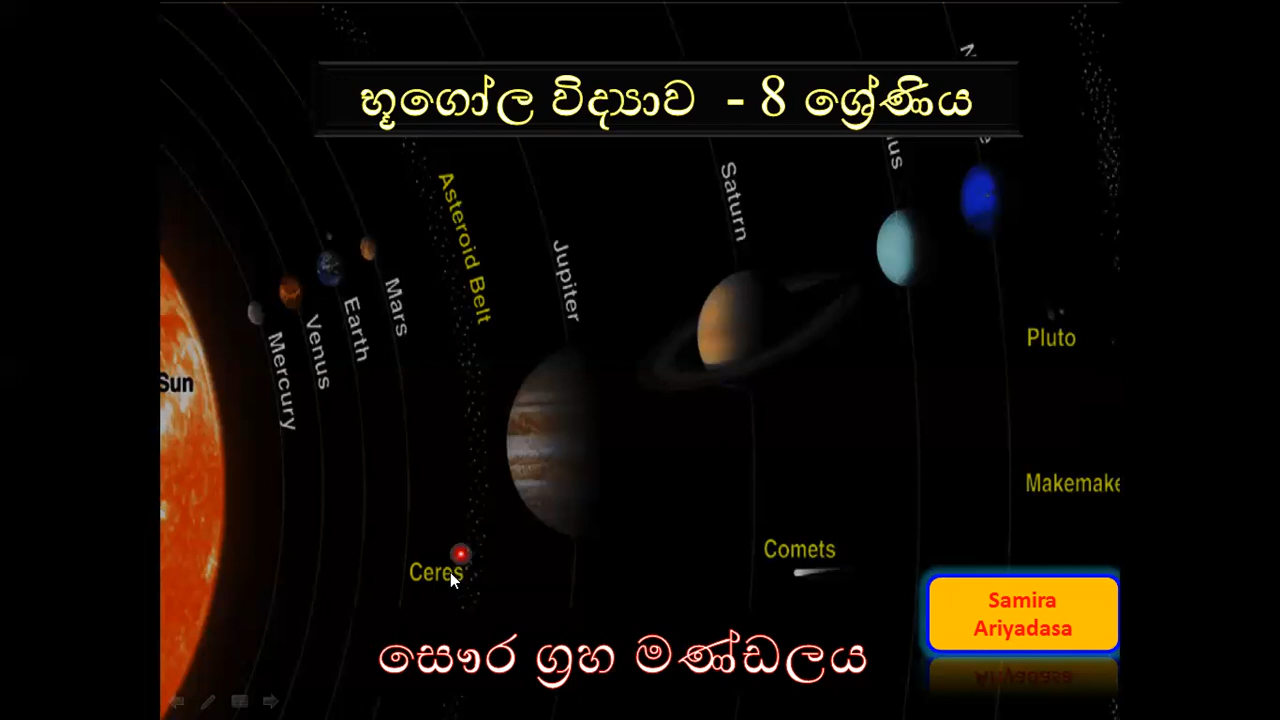 භූගෝල විද්‍යාව - 8 ශ්‍රේණිය
Sun
Mercury
Venus
Earth
Mars
Asteroid Belt
Ceres
Jupiter
Saturn
Comets
Pluto
Makemake
සෞර ග්‍රහ මණ්ඩලය
Samira
Ariyadasa